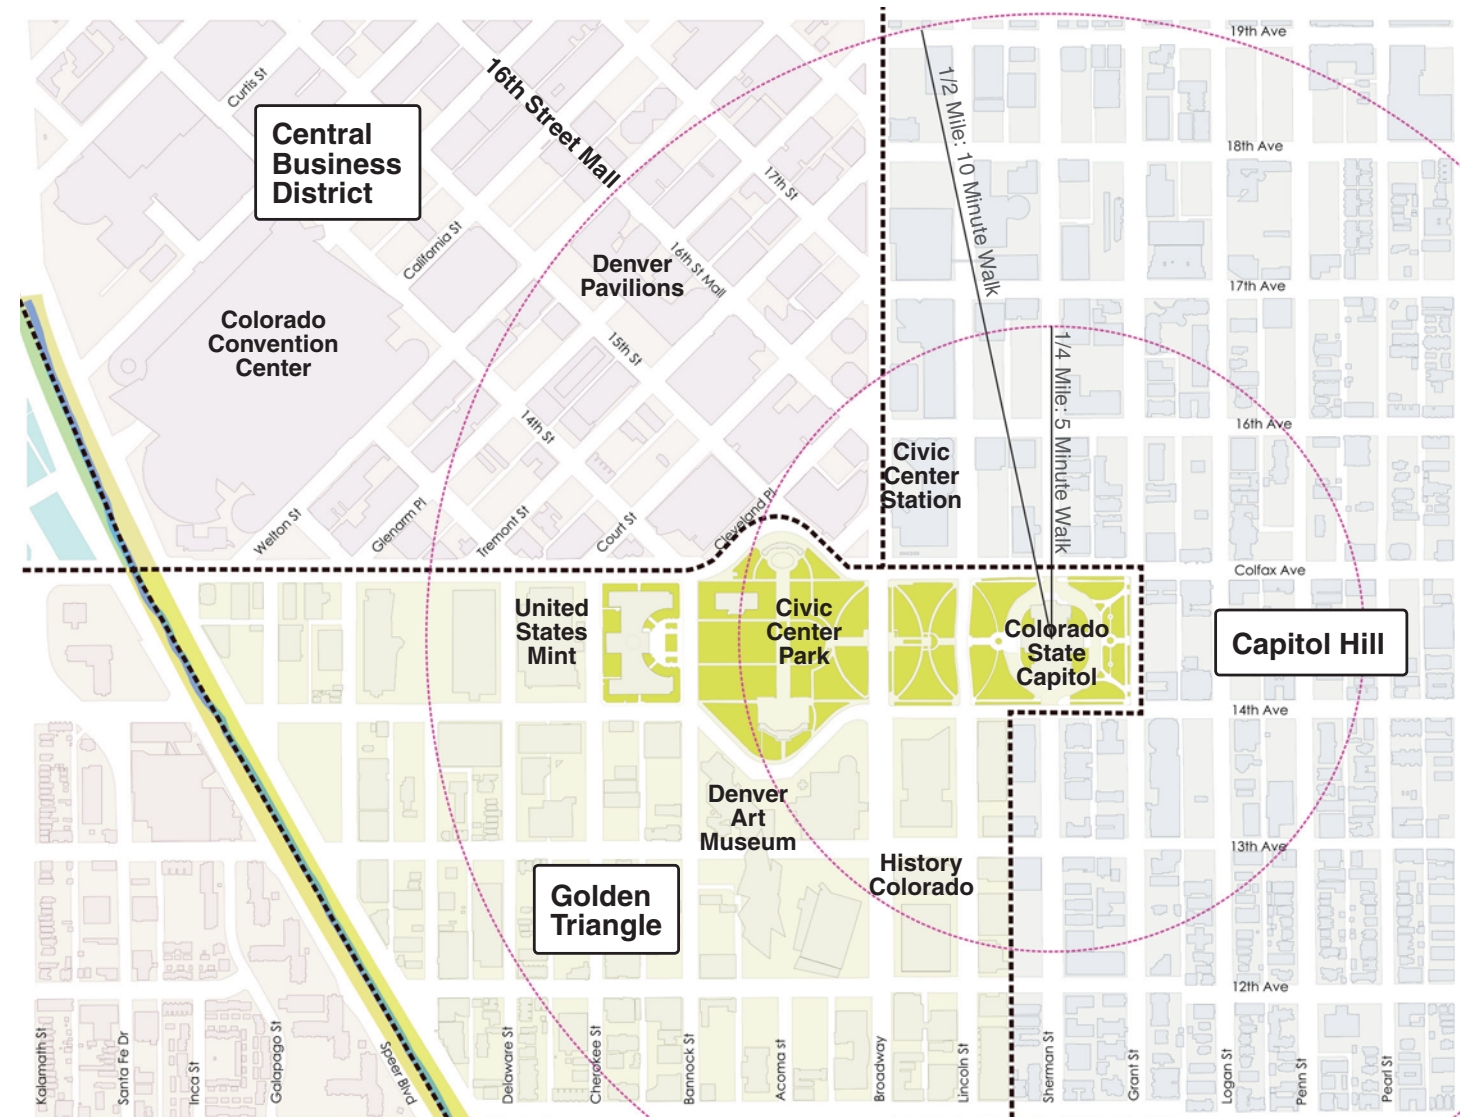 19th Ave
Curtis St
16th Street Mall
1/2 Mile: 10 Minute Walk
Central
Business
District
18th Ave
17th St
California St
16th St Mall
Denver
Pavilions
17th Ave
Colorado
Convention
Center
15th St
1/4 Mile: 5 Minute Walk
14th St
16th Ave
Civic
Center
Station
Welton St
Glenarm Pl
Tremont St
Court St
Cleveland Pl
Colfax Ave
United
States
Mint
Civic
Center
Park
Colorado
State
Capitol
Capitol Hill
14th Ave
Denver
Art
Museum
13th Ave
History
Colorado
Golden
Triangle
12th Ave
Kalamath St
Santa Fe Dr
Inca St
Galapago St
Speer Blvd
Delaware St
Cherokee St
Bannock St
Acoma st
Broadway
Lincoln St
Sherman St
Grant St
Logan St
Penn St
Pearl St